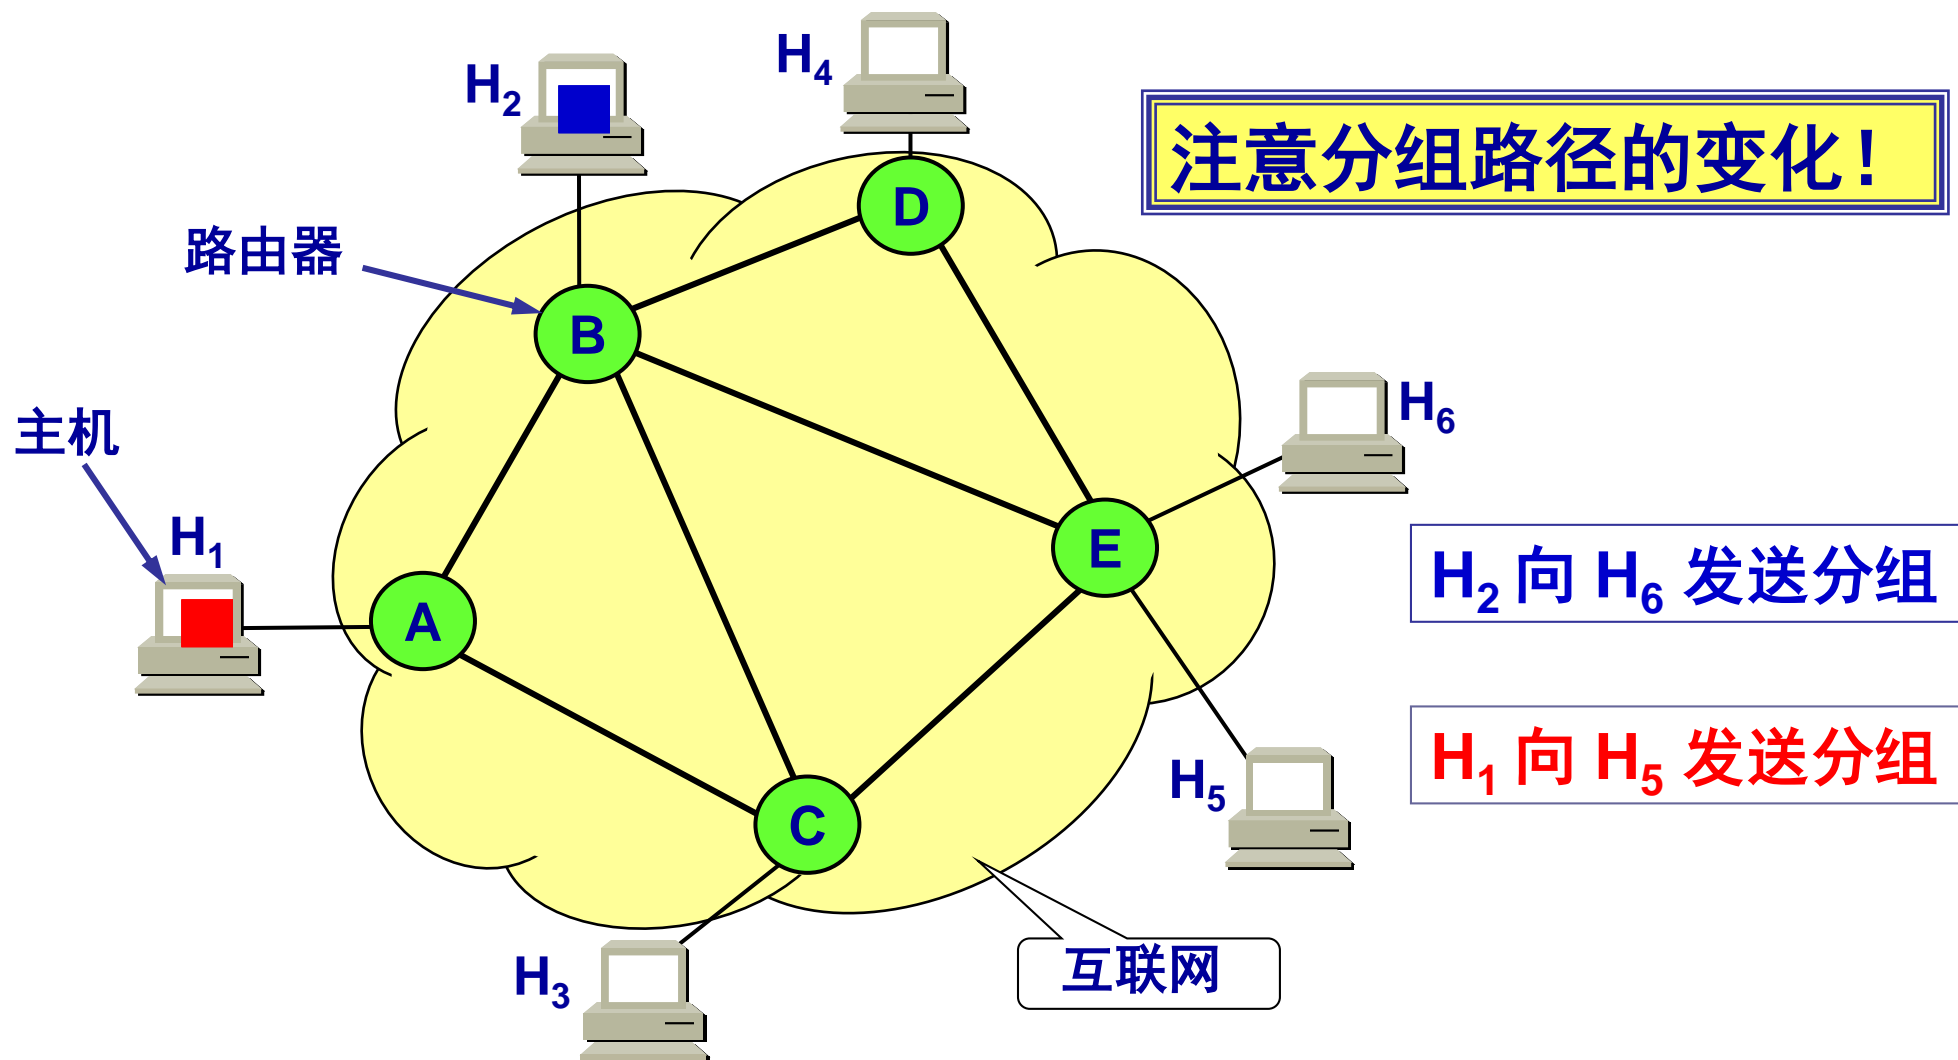 H4
H2
注意分组路径的变化！
D
路由器
B
H6
主机
H1
E
H2 向 H6 发送分组
A
H1 向 H5 发送分组
H5
C
互联网
H3